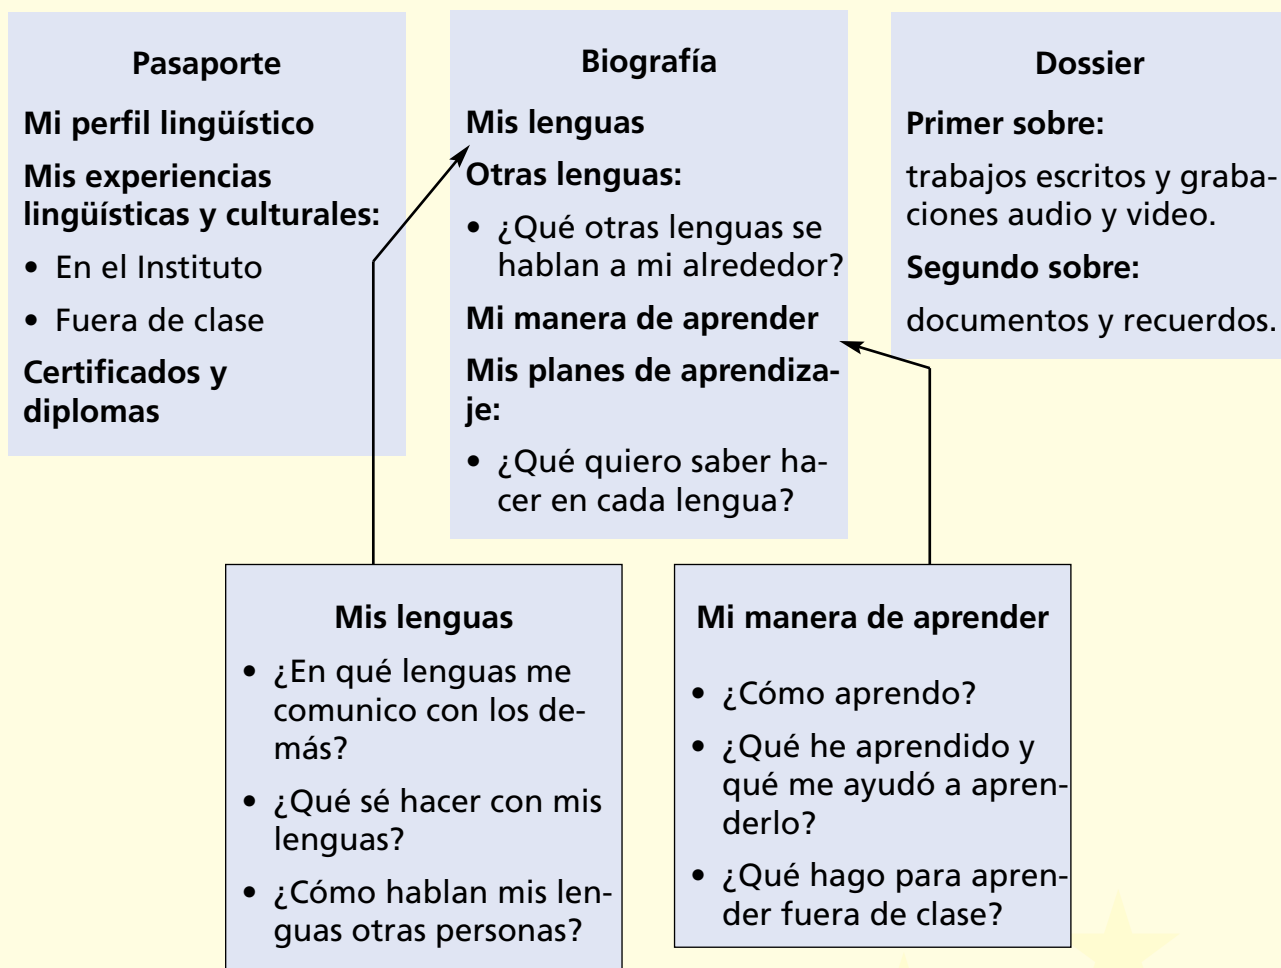 Pasaporte
Mi perfil lingüístico
Mis experiencias
lingüísticas y culturales:
• En el Instituto
• Fuera de clase
Certificados y
diplomas
Biografía
Mis lenguas
Otras lenguas:
• ¿Qué otras lenguas se
hablan a mi alrededor?
Mi manera de aprender
Mis planes de aprendiza-
je:
• ¿Qué quiero saber ha-
cer en cada lengua?
Dossier
Primer sobre:
trabajos escritos y graba-
ciones audio y video.
Segundo sobre:
documentos y recuerdos.
Mis lenguas
• ¿En qué lenguas me
comunico con los de-
más?
• ¿Qué sé hacer con mis
lenguas?
• ¿Cómo hablan mis len-
guas otras personas?
Mi manera de aprender
• ¿Cómo aprendo?
• ¿Qué he aprendido y
qué me ayudó a apren-
derlo?
• ¿Qué hago para apren-
der fuera de clase?